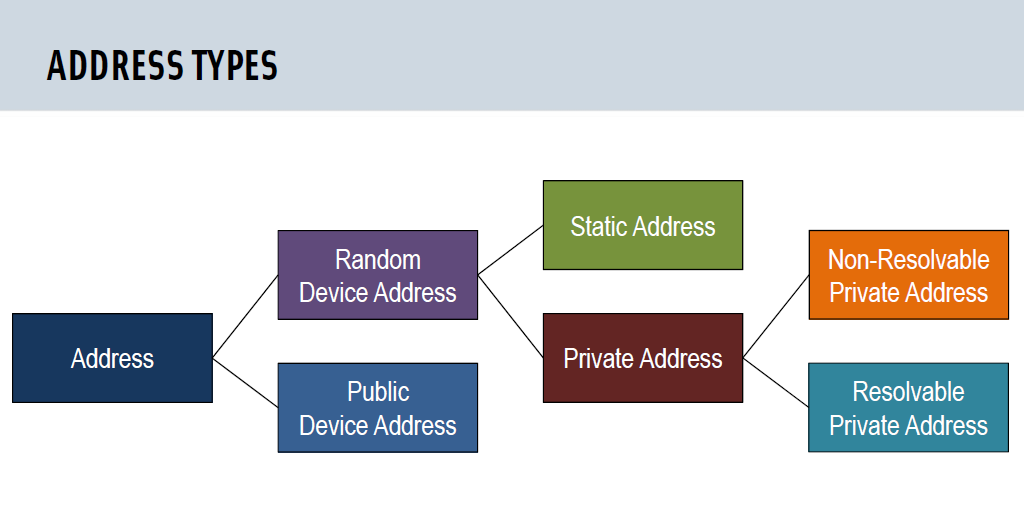 ADDRESS TYPES
Static Address
Random
Device Address
Non-Resolvable
Private Address
Address
Private Address
Public
Device Address
Resolvable
Private Address